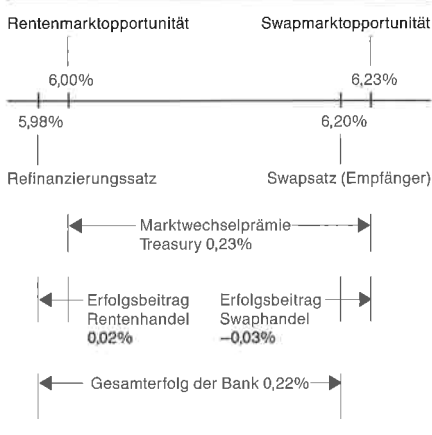 Rentenmarktopportunität Swapmarktopportunität
6,00% 6,23%
5,98% 6,20%
Refinanzierungssatz Swapsatz (Empfänger)
Marktwechselprämie
Treasury 0,23%
Erfolgsbeitrag Erfolgsbeitrag
Rentenhandel Swaphandel
0,02% –0,03%
Gesamterfolg der Bank 0,22%